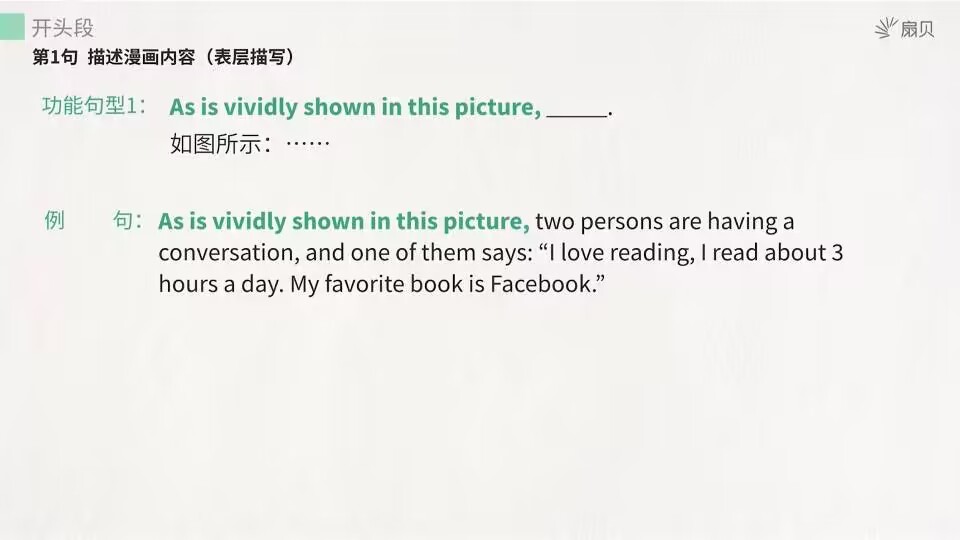 开头段
扇贝
第1句 描述漫画内容（表层描写）
功能句型1： As is vividly shown in this picture, _____.
如图所示：……
例 句： As is vividly shown in this picture, two persons are having a
conversation, and one of them says: “I love reading, I read about 3
hours a day. My favorite book is Facebook.”